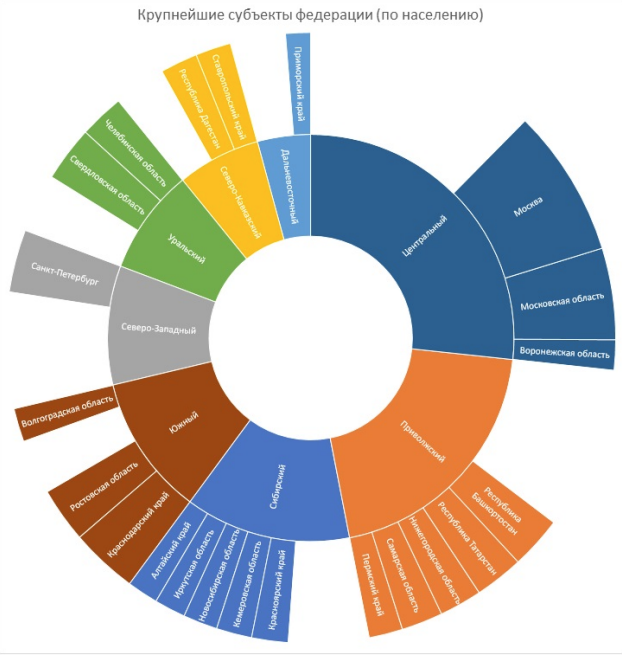 Крупнейшие субъекты федерации (по населению)
Центральный
Москва
Московская область
Воронежская область
Приволжский
Республика
Башкортостан
Республика Татарстан
Нижегородская область
Самарская область
Пермский край
Сибирский
Красноярский край
Кемеровская область
Новосибирская область
Иркутская область
Алтайский край
Южный
Краснодарский край
Ростовская область
Волгоградская область
Северо-Западный
Санкт-Петербург
Уральский
Свердловская область
Челябинская область
Северо-Кавказский
Республика Дагестан
Ставропольский край
Дальневосточный
Приморский край